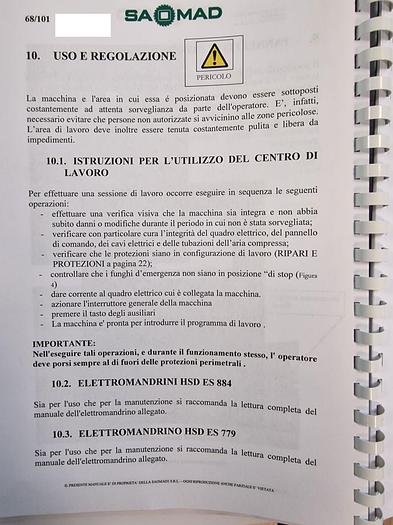 68/101
SAOMAD
10. USO E REGOLAZIONE
PERICOLO
La macchina e l'area in cui essa é posizionata devono essere sottoposti
costantemente ad attenta sorveglianza da parte dell'operatore. E', infatti,
necessario evitare che persone non autorizzate si avvicinino alle zone pericolose.
L'area di lavoro deve inoltre essere tenuta costantemente pulita e libera da
impedimenti.
10.1. ISTRUZIONI PER L'UTILIZZO DEL CENTRO DI
LAVORO
Per effettuare una sessione di lavoro occorre eseguire in sequenza le seguenti
operazioni:
- effettuare una verifica visiva che la macchina sia integra e non abbia
subito danni o modifiche durante il periodo in cui non è stata sorvegliata;
- verificare con particolare cura l'integrità del quadro elettrico, del pannello
di comando, dei cavi elettrici e delle tubazioni dell'aria compressa;
- verificare che le protezioni siano in configurazione di lavoro (RIPARI E
PROTEZIONI a pagina 22);
- controllare che i funghi d'emergenza non siano in posizione "di stop (Figura
4)
- dare corrente al quadro elettrico cui è collegata la macchina.
- azionare l'interruttore generale della macchina
- premere il tasto degli ausiliari
- La macchina e' pronta per introdurre il programma di lavoro .
IMPORTANTE:
Nell'eseguire tali operazioni, e durante il funzionamento stesso, l' operatore
deve porsi sempre al di fuori delle protezioni perimetrali .
10.2. ELETTROMANDRINI HSD ES 884
Sia per l'uso che per la manutenzione si raccomanda la lettura completa del
manuale dell'elettromandrino allegato.
10.3. ELETTROMANDRINO HSD ES 779
Sia per l'uso che per la manutenzione si raccomanda la lettura completa del
manuale dell'elettromandrino allegato.
IL PRESENTE MANUALE E' DI PROPRIETA' DELLA SAOMAD2 S.R.L. – OGNI RIPRODUZIONE ANCHE PARZIALE E' VIETATA